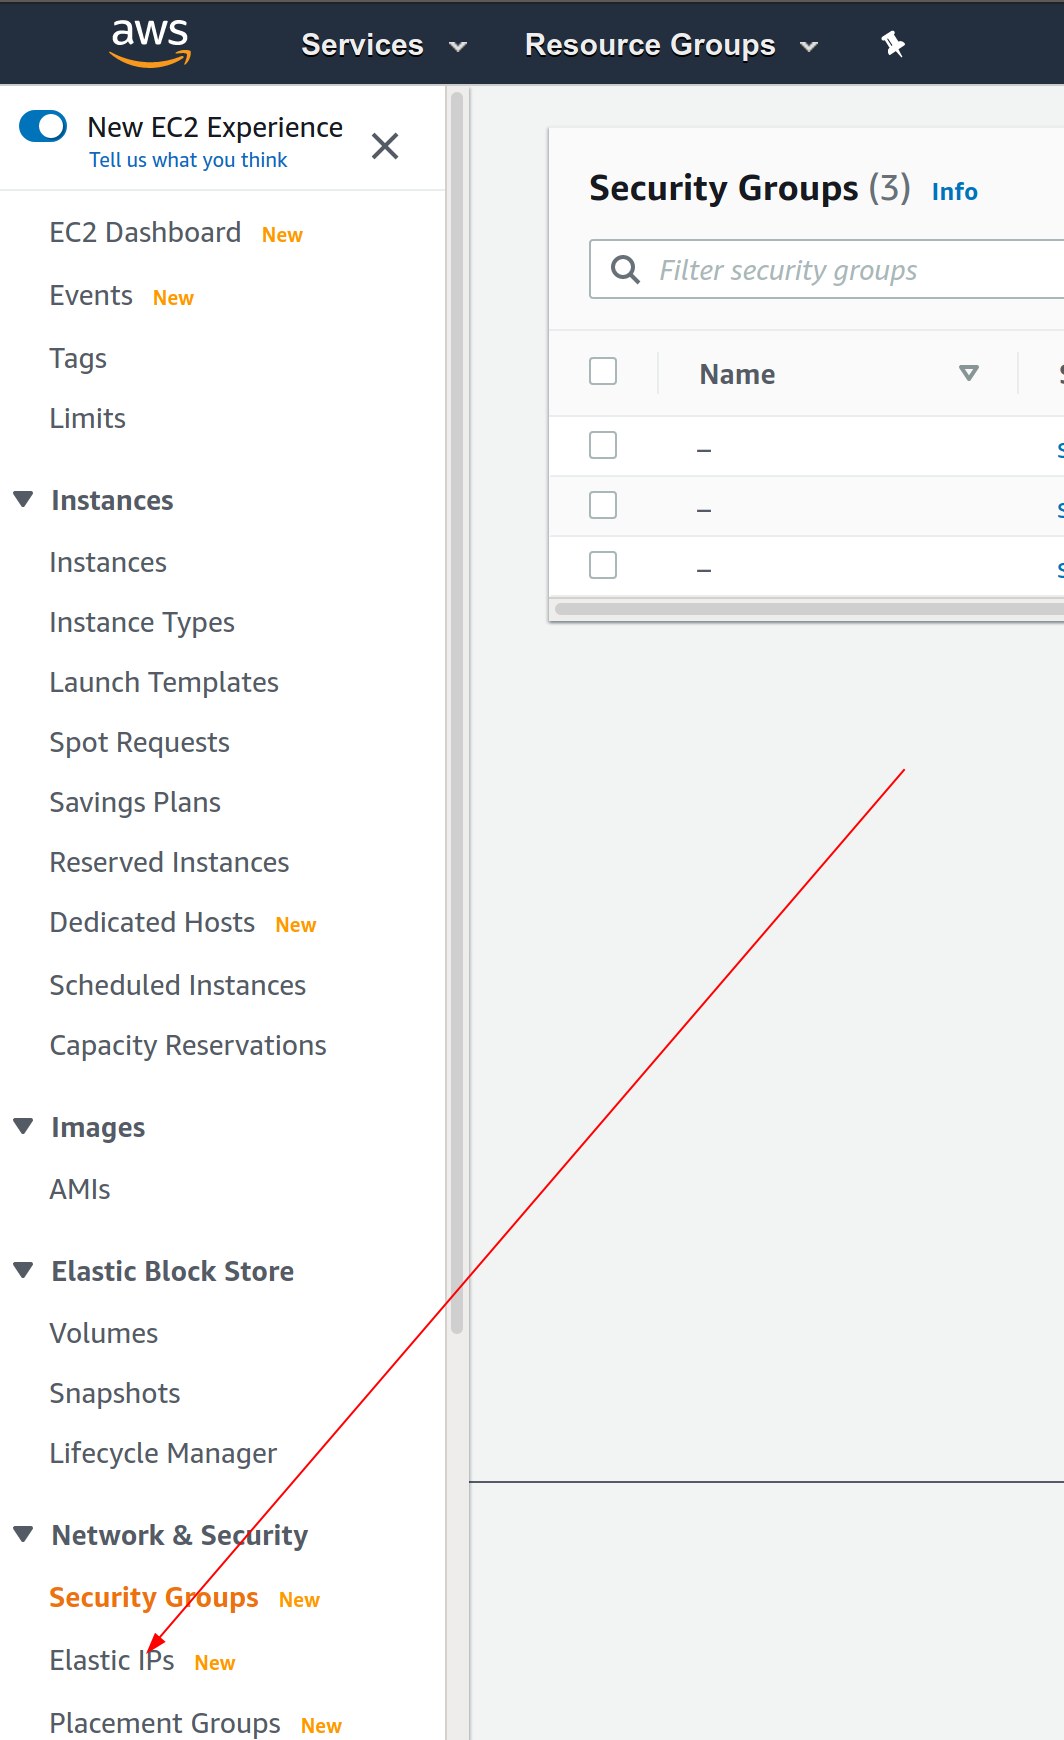 aws Services Resource Groups
New EC2 Experience
Tell us what you think
EC2 Dashboard New
Events New
Tags
Limits
Instances
Instances
Instance Types
Launch Templates
Spot Requests
Savings Plans
Reserved Instances
Dedicated Hosts New
Scheduled Instances
Capacity Reservations
Images
AMIs
Elastic Block Store
Volumes
Snapshots
Lifecycle Manager
Network & Security
Security Groups New
Elastic IPs New
Placement Groups New
Security Groups (3) Info
Filter security groups
Name
–
–
–